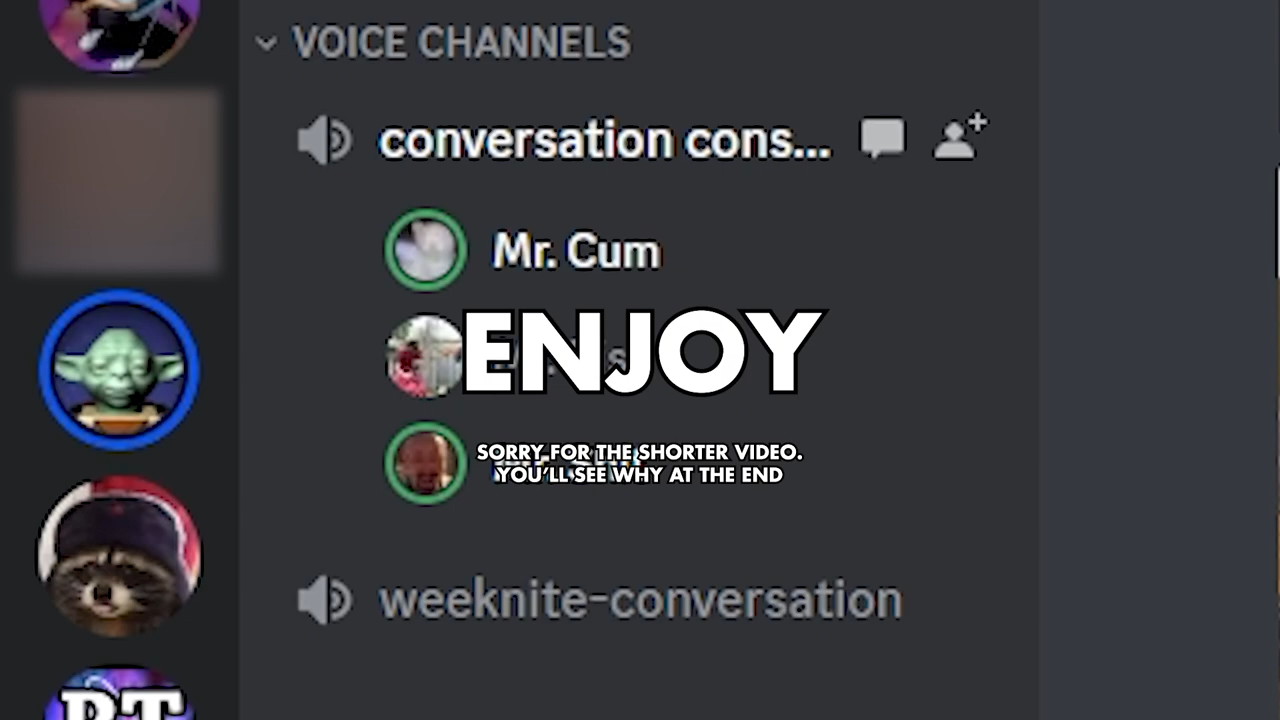 VOICE CHANNELS
conversation cons...
Mr. Cum
ENJOY
SORRY FOR THE SHORTER VIDEO.
YOU'LL SEE WHY AT THE END
weeknite-conversation